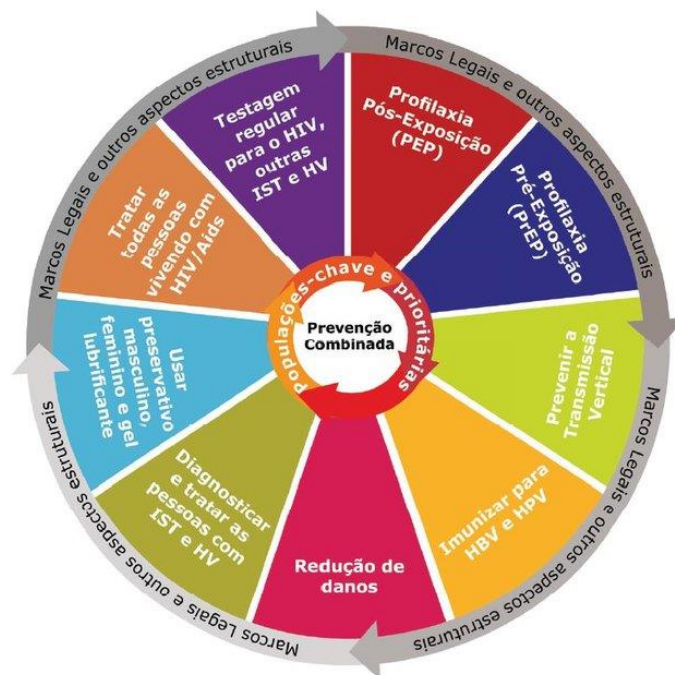 Marcos Legais e outros aspectos estruturais
Marcos Legais e outros aspectos estruturais
Marcos Legais e outros aspectos estruturais
Marcos Legais e outros aspectos estruturais
Testagem
regular
para o HIV,
outras
IST e HV
Profilaxia
Pós-Exposição
(PEP)
Profilaxia
Pré-Exposição
(PrEP)
Prevenir a
Transmissão
Vertical
Imunizar para
HBV e HPV
Redução de
danos
Diagnosticar
e tratar as
pessoas com
IST e HV
Usar
preservativo
masculino,
feminino e gel
lubrificante
Tratar
todas as
pessoas
vivendo com
HIV/Aids
Populações-chave e prioritárias
Prevenção
Combinada